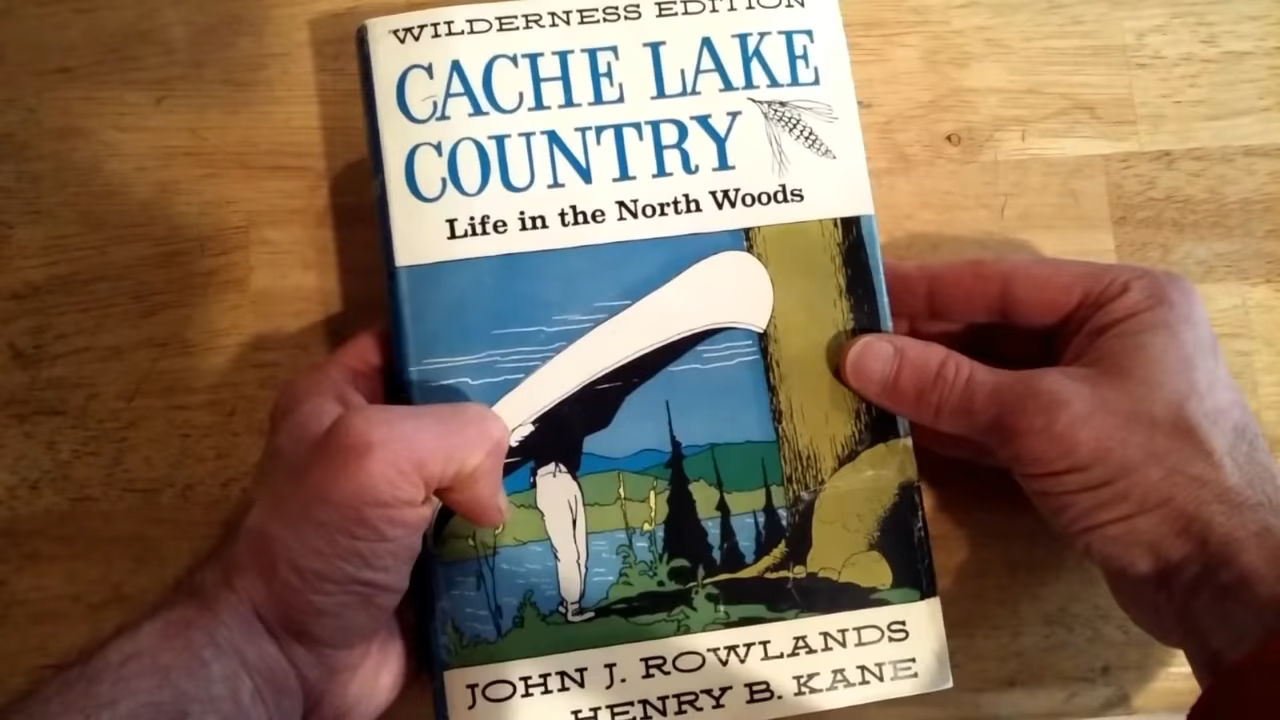 WILDERNESS EDITION
CACHE LAKE
COUNTRY
Life in the North Woods
JOHN J. ROWLANDS
HENRY B. KANE